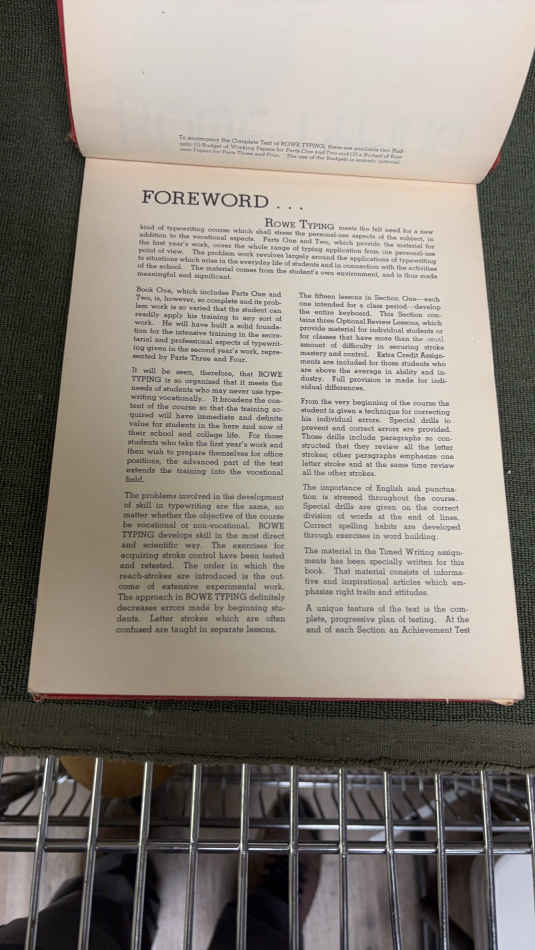 To accompany the Complete Text of ROWE TYPING, there are available two Bud-
gets: (1) Budget of Working Papers for Parts One and Two and (2) a Budget of Busi-
ness Papers for Parts Three and Four. The use of the Budgets is entirely optional.
FOREWORD . . .
ROWE TYPING meets the felt need for a new
kind of typewriting course which shall stress the personal-use aspects of the subject, in
addition to the vocational aspects. Parts One and Two, which provide the material for
the first year's work, cover the whole range of typing application from the personal-use
point of view. The problem work revolves largely around the applications of typewriting
to situations which arise in the everyday life of students and in connection with the activities
of the school. The material comes from the student's own environment, and is thus made
meaningful and significant.
Book One, which includes Parts One and
Two, is, however, so complete and its prob-
lem work is so varied that the student can
readily apply his training to any sort of
work. He will have built a solid founda-
tion for the intensive training in the secre-
tarial and professional aspects of typewrit-
ing given in the second year's work, repre-
sented by Parts Three and Four.
It will be seen, therefore, that ROWE
TYPING is so organized that it meets the
needs of students who may never use type-
writing vocationally. It broadens the con-
tent of the course so that the training ac-
quired will have immediate and definite
value for students in the here and now of
their school and college life. For those
students who take the first year's work and
then wish to prepare themselves for office
positions, the advanced part of the text
extends the training into the vocational
field.
The problems involved in the development
of skill in typewriting are the same, no
matter whether the objective of the course
be vocational or non-vocational. ROWE
TYPING develops skill in the most direct
and scientific way. The exercises for
acquiring stroke control have been tested
and retested. The order in which the
reach-strokes are introduced is the out-
come of extensive experimental work.
The approach in ROWE TYPING definitely
decreases errors made by beginning stu-
dents. Letter strokes which are often
confused are taught in separate lessons.
The fifteen lessons in Section One—each
one intended for a class period—develop
the entire keyboard. This Section con-
tains three Optional Review Lessons, which
provide material for individual students or
for classes that have more than the usual
amount of difficulty in securing stroke
mastery and control. Extra Credit Assign-
ments are included for those students who
are above the average in ability and in-
dustry. Full provision is made for indi-
vidual differences.
From the very beginning of the course the
student is given a technique for correcting
his individual errors. Special drills to
prevent and correct errors are provided.
Those drills include paragraphs so con-
structed that they review all the letter
strokes; other paragraphs emphasize one
letter stroke and at the same time review
all the other strokes.
The importance of English and punctua-
tion is stressed throughout the course.
Special drills are given on the correct
division of words at the end of lines.
Correct spelling habits are developed
through exercises in word building.
The material in the Timed Writing assign-
ments has been specially written for this
book. That material consists of informa-
tive and inspirational articles which em-
phasize right traits and attitudes.
A unique feature of the text is the com-
plete, progressive plan of testing. At the
end of each Section an Achievement Test